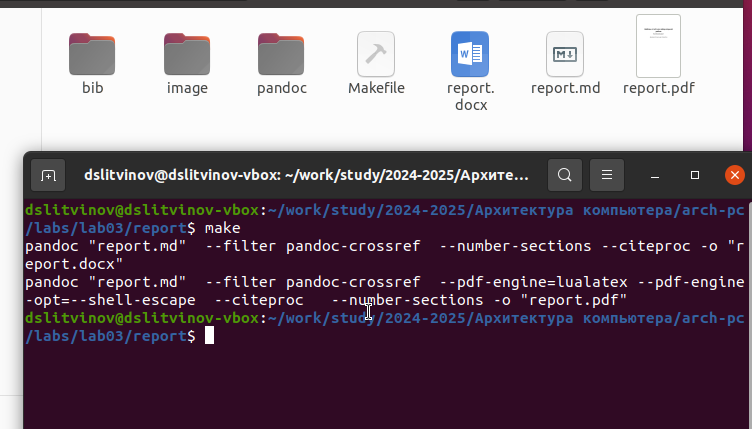 bib
image
pandoc
Makefile
report.
docx
report.md
report.pdf
dslitvinov@dslitvinov-vbox: ~/work/study/2024-2025/Архите...
dslitvinov@dslitvinov-vbox:~/work/study/2024-2025/Архитектура компьютера/arch-pc
/labs/lab03/report$ make
pandoc "report.md"  --filter pandoc-crossref  --number-sections --citeproc -o "r
eport.docx"
pandoc "report.md"  --filter pandoc-crossref  --pdf-engine=lualatex --pdf-engine
-opt=--shell-escape  --citeproc   --number-sections -o "report.pdf"
dslitvinov@dslitvinov-vbox:~/work/study/2024-2025/Архитектура компьютера/arch-pc
/labs/lab03/report$